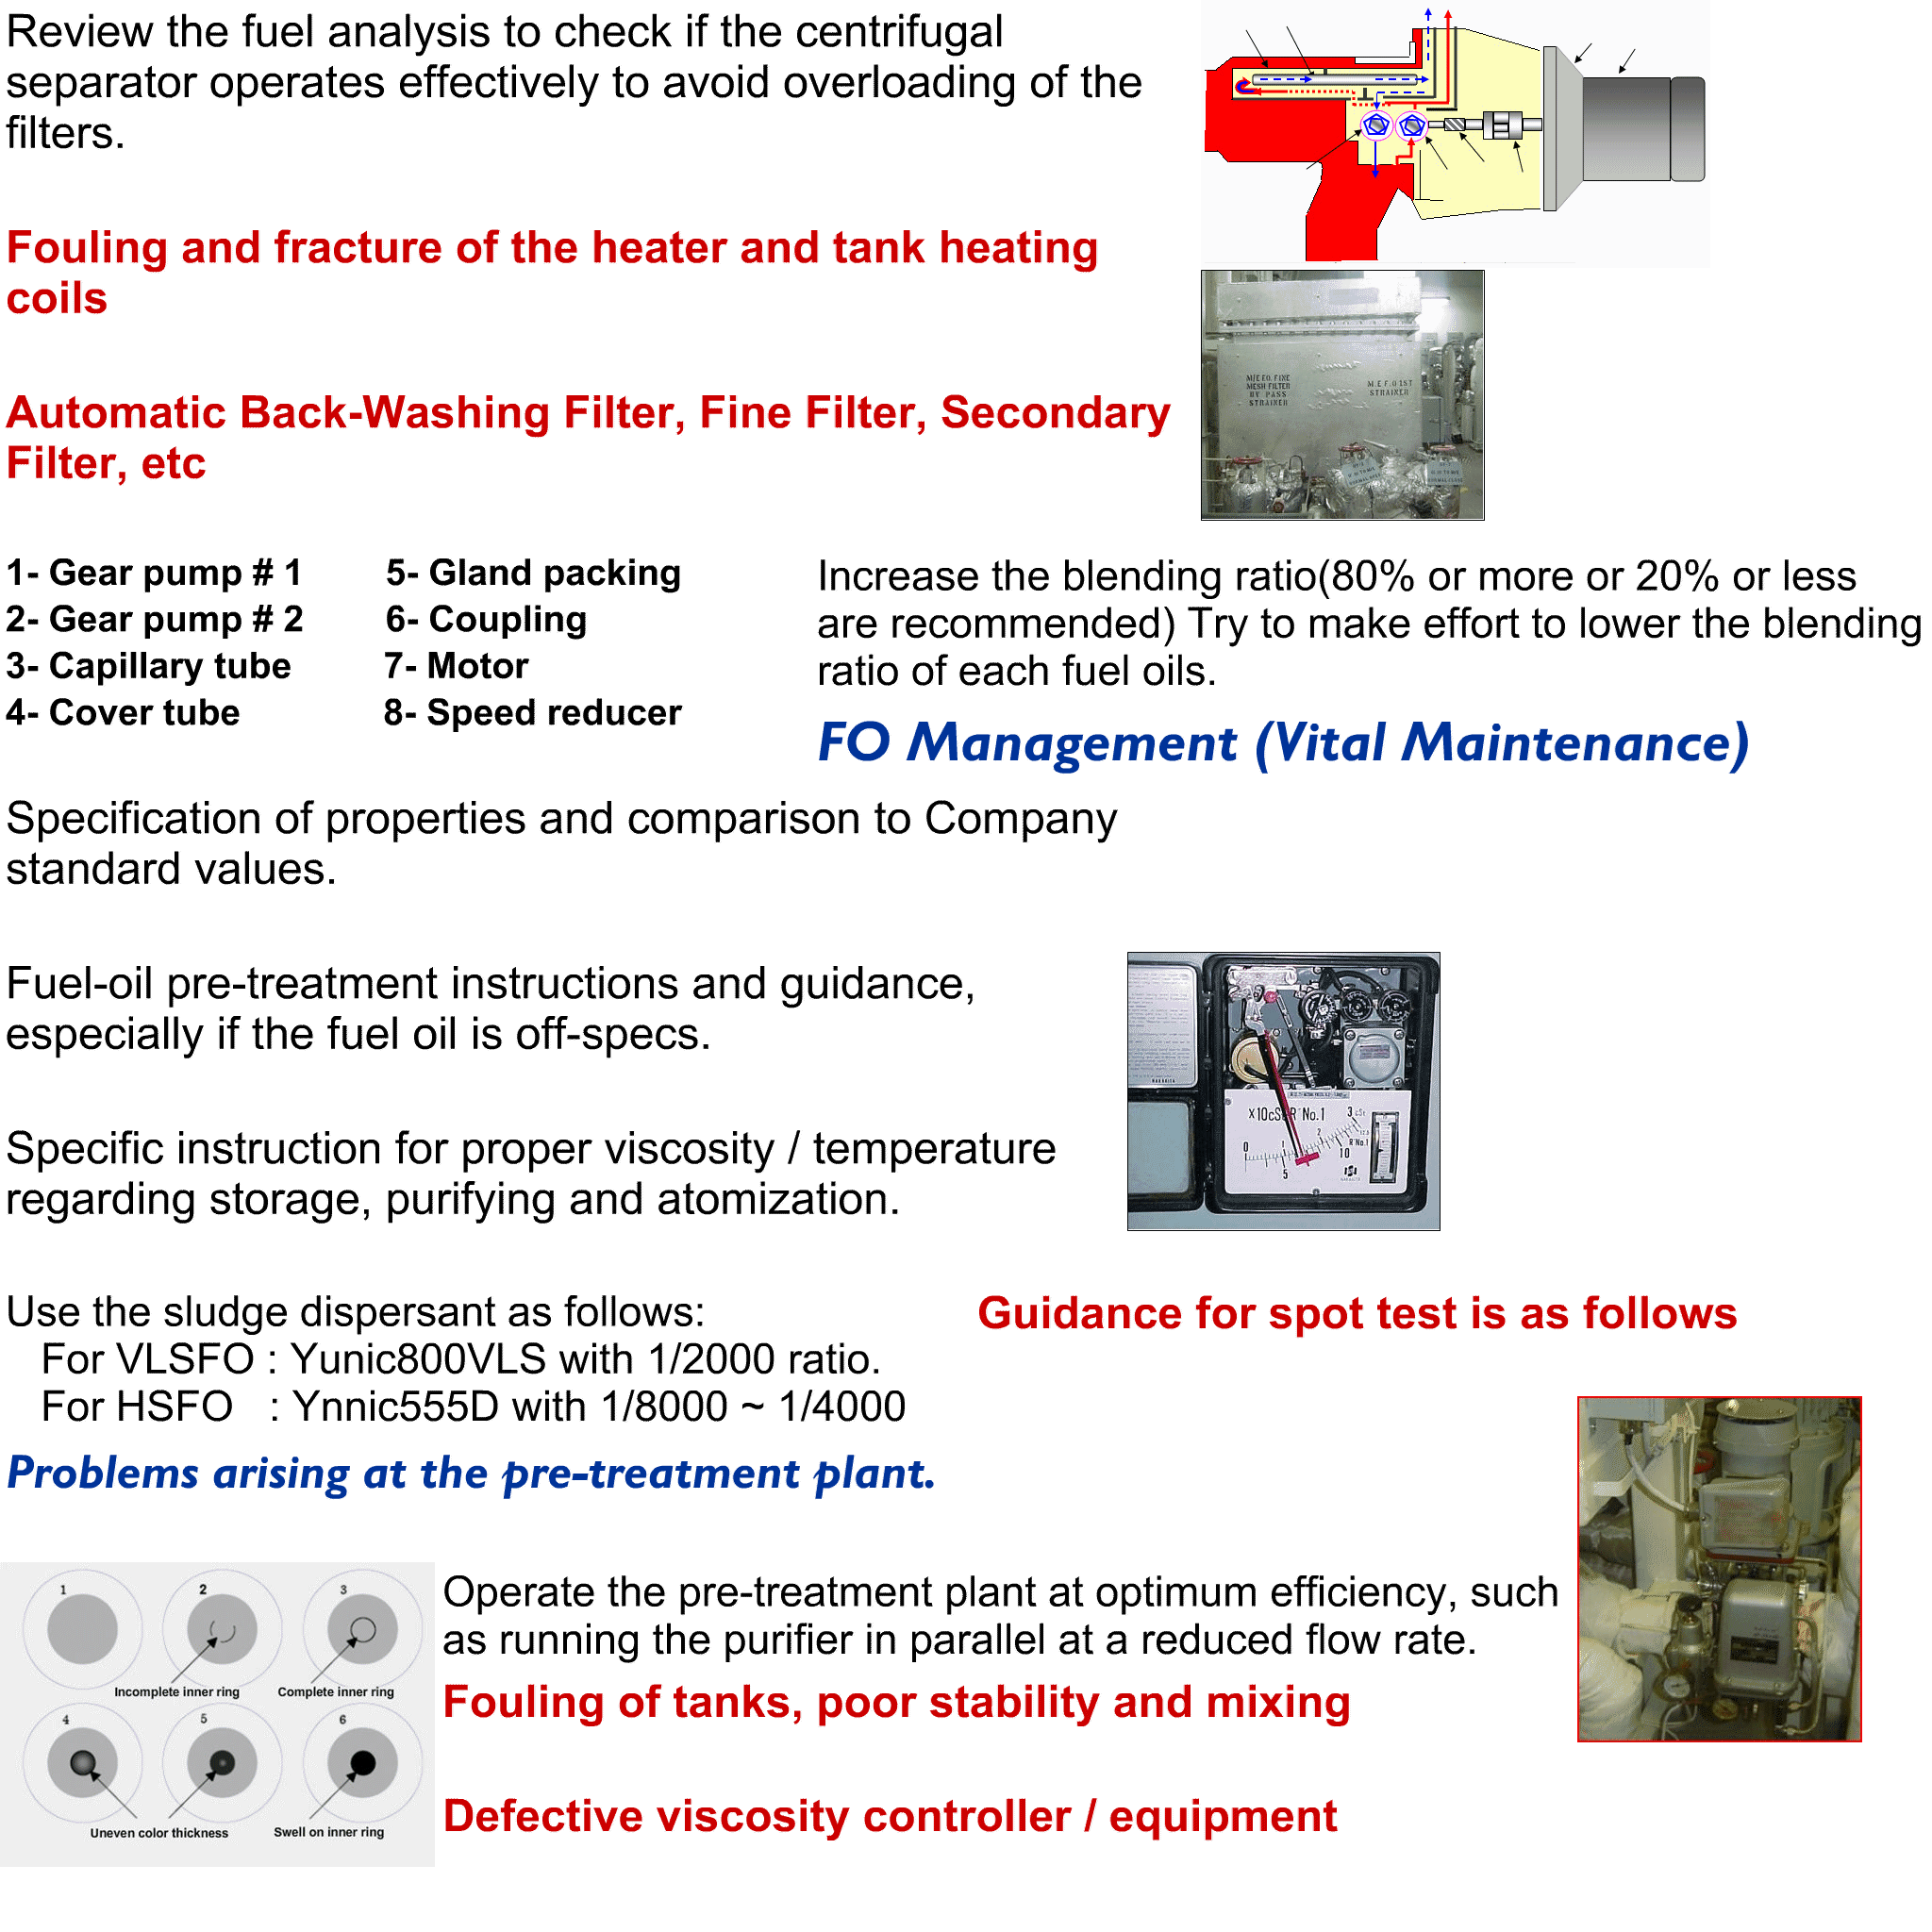 Review the fuel analysis to check if the centrifugal
separator operates effectively to avoid overloading of the
filters.
Fouling and fracture of the heater and tank heating
coils
M/E F.O. FINE
MESH FILTER
BY PASS
STRAINER
M.E F.O 1ST
STRAINER
Automatic Back-Washing Filter, Fine Filter, Secondary
Filter, etc
1- Gear pump # 1
2- Gear pump # 2
3- Capillary tube
4- Cover tube
5- Gland packing
6- Coupling
7- Motor
8- Speed reducer
Increase the blending ratio(80% or more or 20% or less
are recommended) Try to make effort to lower the blending
ratio of each fuel oils.
FO Management (Vital Maintenance)
Specification of properties and comparison to Company
standard values.
Fuel-oil pre-treatment instructions and guidance,
especially if the fuel oil is off-specs.
X10cSt R No.1 3 cSt
0 1 2
5 10
R No.1
Specific instruction for proper viscosity / temperature
regarding storage, purifying and atomization.
Use the sludge dispersant as follows:
For VLSFO : Yunic800VLS with 1/2000 ratio.
For HSFO : Ynnic555D with 1/8000 ~ 1/4000
Guidance for spot test is as follows
Problems arising at the pre-treatment plant.
1 2 3
Incomplete inner ring Complete inner ring
4 5 6
Uneven color thickness Swell on inner ring
Operate the pre-treatment plant at optimum efficiency, such
as running the purifier in parallel at a reduced flow rate.
Fouling of tanks, poor stability and mixing
Defective viscosity controller / equipment